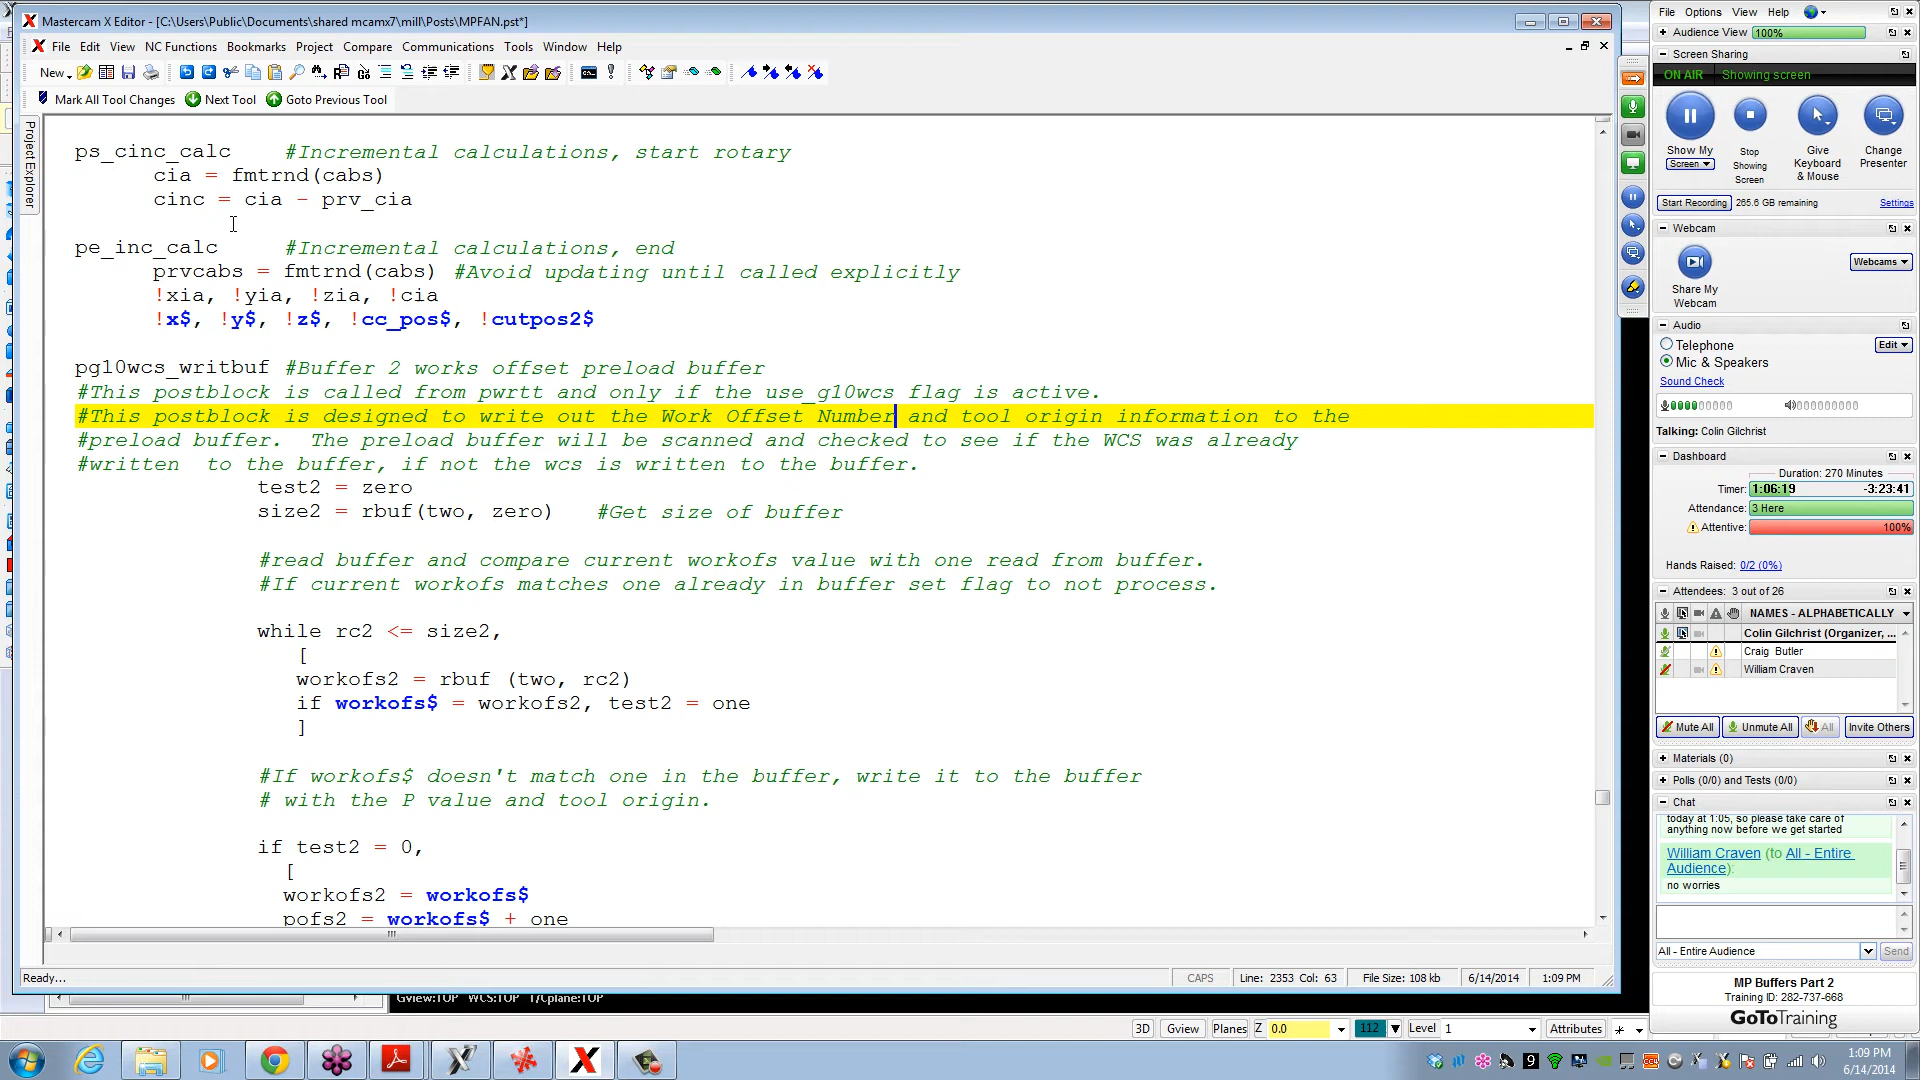 Mastercam X Editor - [C:\Users\Public\Documents\shared mcamx7\mill\Posts\MPFAN.pst*]
File Edit View NC Functions Bookmarks Project Compare Communications Tools Window Help
New
Mark All Tool Changes Next Tool Goto Previous Tool
Project Explorer
ps_cinc_calc #Incremental calculations, start rotary
cia = fmtrnd(cabs)
cinc = cia - prv_cia
pe_inc_calc #Incremental calculations, end
prvcabs = fmtrnd(cabs) #Avoid updating until called explicitly
!xia, !yia, !zia, !cia
!x$, !y$, !z$, !cc_pos$, !cutpos2$
pg10wcs_writbuf #Buffer 2 works offset preload buffer
#This postblock is called from pwrtt and only if the use_g10wcs flag is active.
#This postblock is designed to write out the Work Offset Number and tool origin information to the
#preload buffer. The preload buffer will be scanned and checked to see if the WCS was already
#written to the buffer, if not the wcs is written to the buffer.
test2 = zero
size2 = rbuf(two, zero) #Get size of buffer
#read buffer and compare current workofs value with one read from buffer.
#If current workofs matches one already in buffer set flag to not process.
while rc2 <= size2,
[
workofs2 = rbuf (two, rc2)
if workofs$ = workofs2, test2 = one
]
#If workofs$ doesn't match one in the buffer, write it to the buffer
# with the P value and tool origin.
if test2 = 0,
[
workofs2 = workofs$
pofs2 = workofs$ + one
Ready... CAPS Line: 2353 Col: 63 File Size: 108 kb 6/14/2014 1:09 PM
Gview:TOP WCS:TOP T/Cplane:TOP
3D Gview Planes Z 0.0 112 Level 1 Attributes
File Options View Help
Audience View 100%
Screen Sharing
ON AIR Showing screen
Show My Screen
Stop Showing Screen
Give Keyboard & Mouse
Change Presenter
Start Recording 265.6 GB remaining Settings
Webcam
Share My Webcam
Webcams
Audio
Telephone Edit
Mic & Speakers
Sound Check
Talking: Colin Gilchrist
Dashboard
Duration: 270 Minutes
Timer: 1:06:19 -3:23:41
Attendance: 3 Here
Attentive: 100%
Hands Raised: 0/2 (0%)
Attendees: 3 out of 26
NAMES - ALPHABETICALLY
Colin Gilchrist (Organizer, ...
Craig Butler
William Craven
Mute All Unmute All All Invite Others
Materials (0)
Polls (0/0) and Tests (0/0)
Chat
today at 1:05, so please take care of
anything now before we get started
William Craven (to All - Entire
Audience):
no worries
All - Entire Audience Send
MP Buffers Part 2
Training ID: 282-737-668
GoToTraining
1:09 PM
6/14/2014